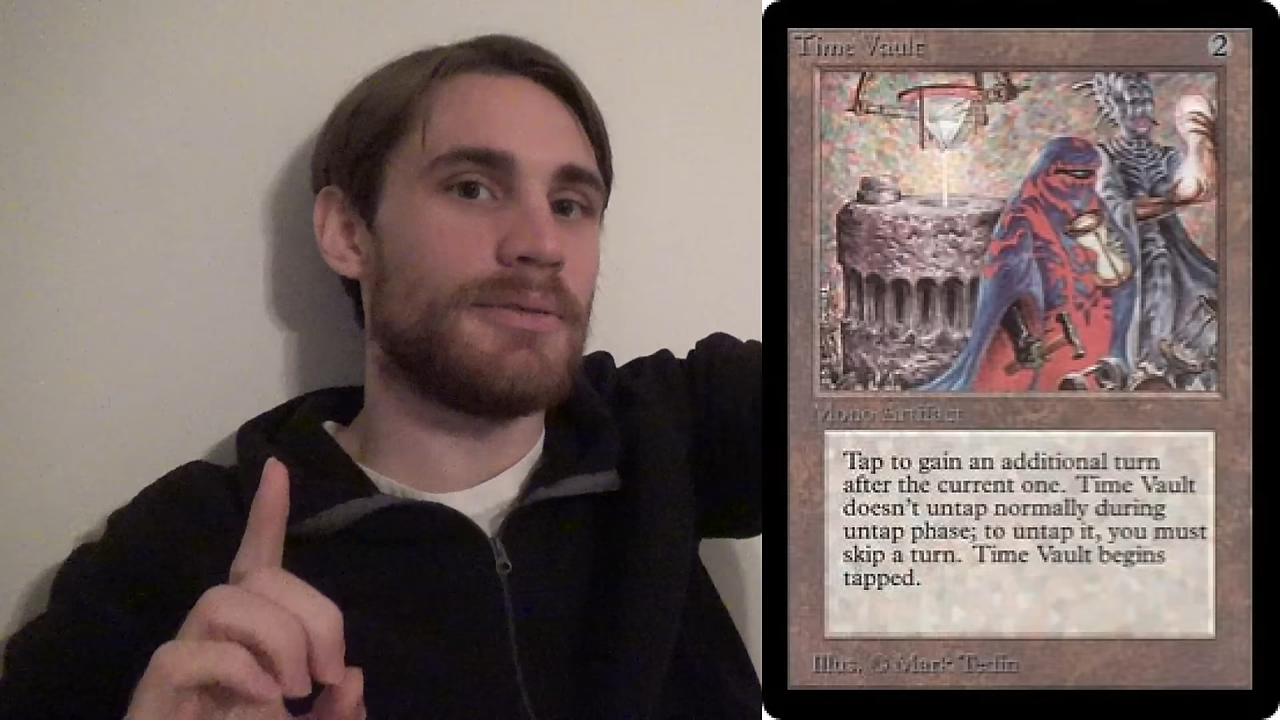 Time Vault
2
Mono Artifact
Tap to gain an additional turn
after the current one. Time Vault
doesn't untap normally during
untap phase; to untap it, you must
skip a turn. Time Vault begins
tapped.
Illus. © Mark Tedin